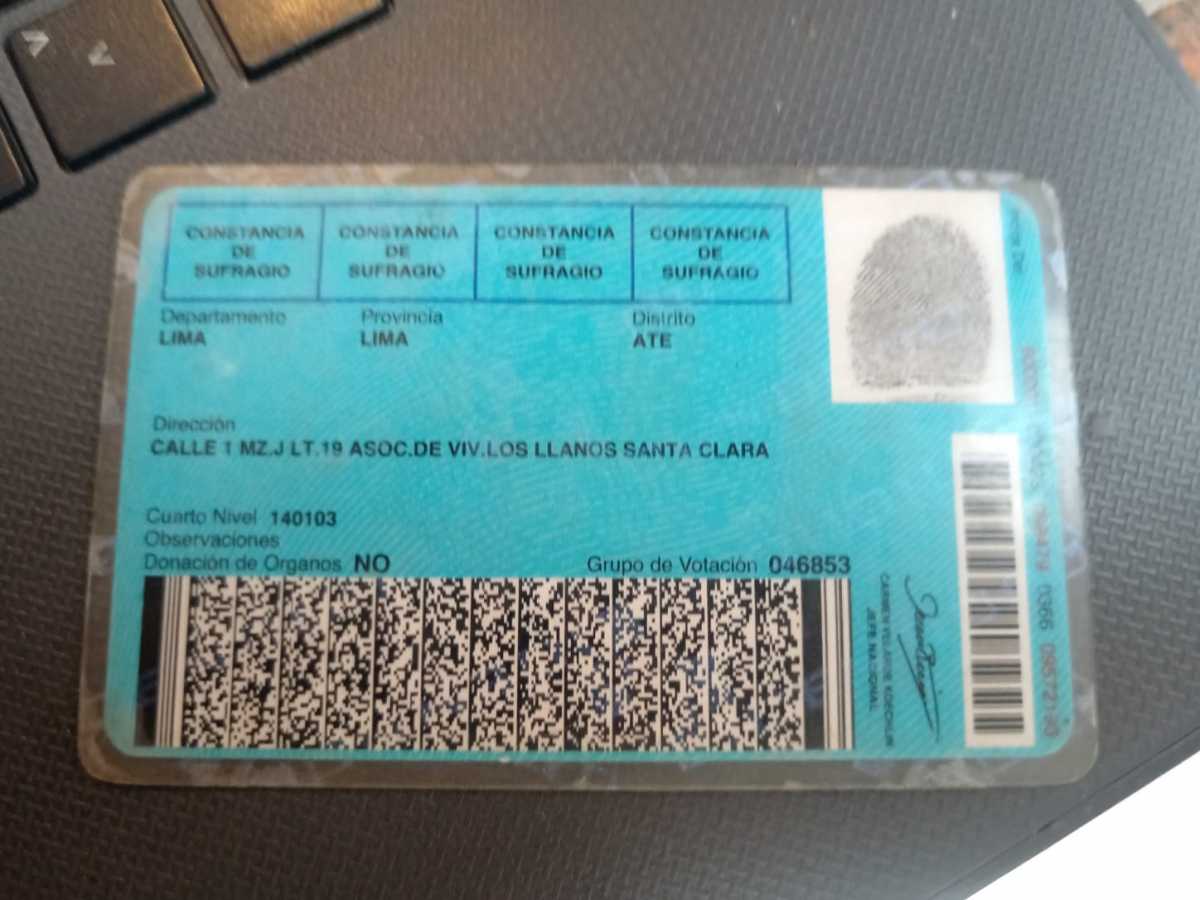 CONSTANCIA
DE
SUFRAGIO
CONSTANCIA
DE
SUFRAGIO
CONSTANCIA
DE
SUFRAGIO
CONSTANCIA
DE
SUFRAGIO
Departamento Provincia Distrito
LIMA LIMA ATE
Dirección
CALLE 1 MZ.J LT.19 ASOC.DE VIV.LOS LLANOS SANTA CLARA
Cuarto Nivel 140103
Observaciones
Donación de Organos NO Grupo de Votación 046853
JEFE NACIONAL